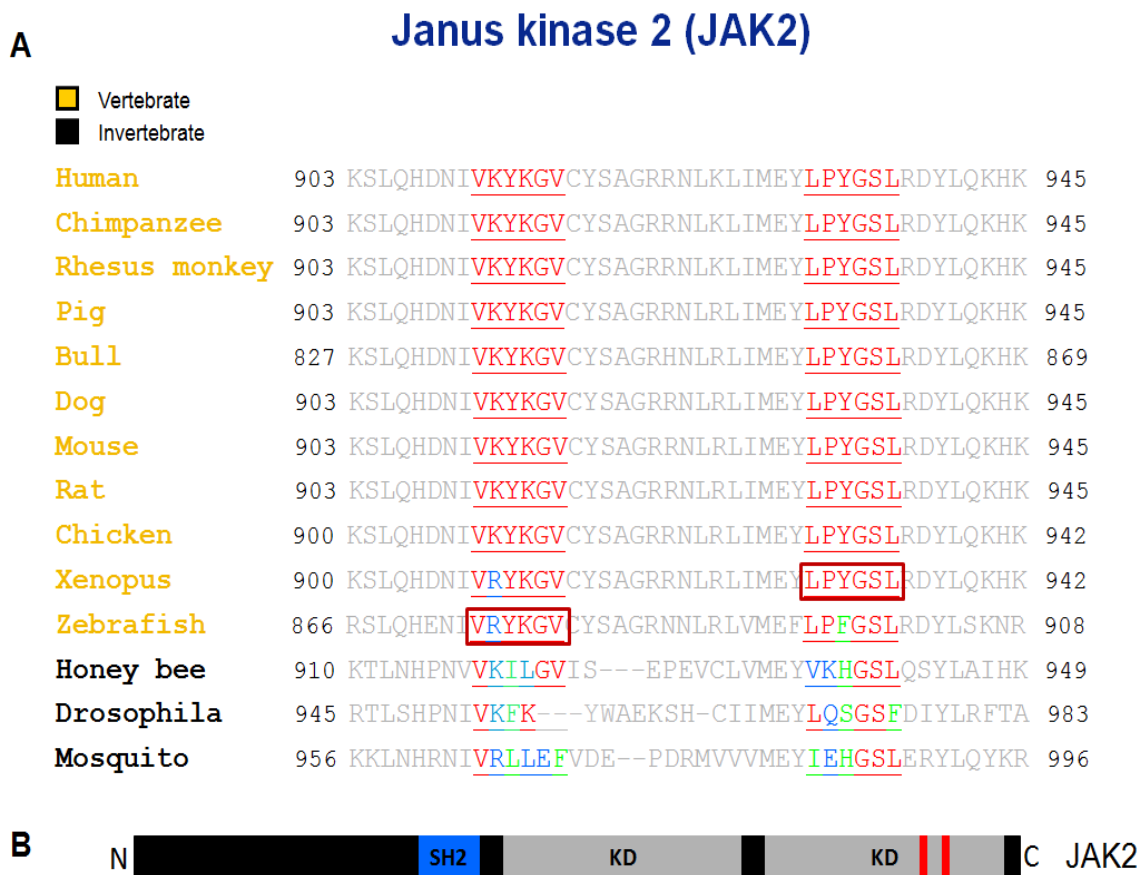 Janus kinase 2 (JAK2)
A
Vertebrate
Invertebrate
Human 903 KSLQHDNIVKYKGVCYSAGRRNLKLIMEYLPYGSLRDYLQKHK 945
Chimpanzee 903 KSLQHDNIVKYKGVCYSAGRRNLKLIMEYLPYGSLRDYLQKHK 945
Rhesus monkey 903 KSLQHDNIVKYKGVCYSAGRRNLKLIMEYLPYGSLRDYLQKHK 945
Pig 903 KSLQHDNIVKYKGVCYSAGRRNLRLIMEYLPYGSLRDYLQKHK 945
Bull 827 KSLQHDNIVKYKGVCYSAGRHNLRLIMEYLPYGSLRDYLQKHK 869
Dog 903 KSLQHDNIVKYKGVCYSAGRRNLRLIMEYLPYGSLRDYLQKHK 945
Mouse 903 KSLQHDNIVKYKGVCYSAGRRNLRLIMEYLPYGSLRDYLQKHK 945
Rat 903 KSLQHDNIVKYKGVCYSAGRRNLRLIMEYLPYGSLRDYLQKHK 945
Chicken 900 KSLQHDNIVKYKGVCYSAGRRNLRLIMEYLPYGSLRDYLQKHK 942
Xenopus 900 KSLQHDNIVRYKGVCYSAGRRNLRLIMEYLPYGSLRDYLQKHK 942
Zebrafish 866 RSLQHENIVRYKGVCYSAGRNNLRLVMEFLPFGSLRDYLSKNR 908
Honey bee 910 KTLNHPNVVKILGVIS---EPEVCLVMEYVKHGSLQSYLAIHK 949
Drosophila 945 RTLSHPNIVKFK---YWAEKSH-CIIMEYLQSGSFDIYLRFTA 983
Mosquito 956 KKLNHRNIVRLLEFVDE--PDRMVVVMEYIEHGSLERYLQYKR 996
B
N SH2 KD KD C JAK2